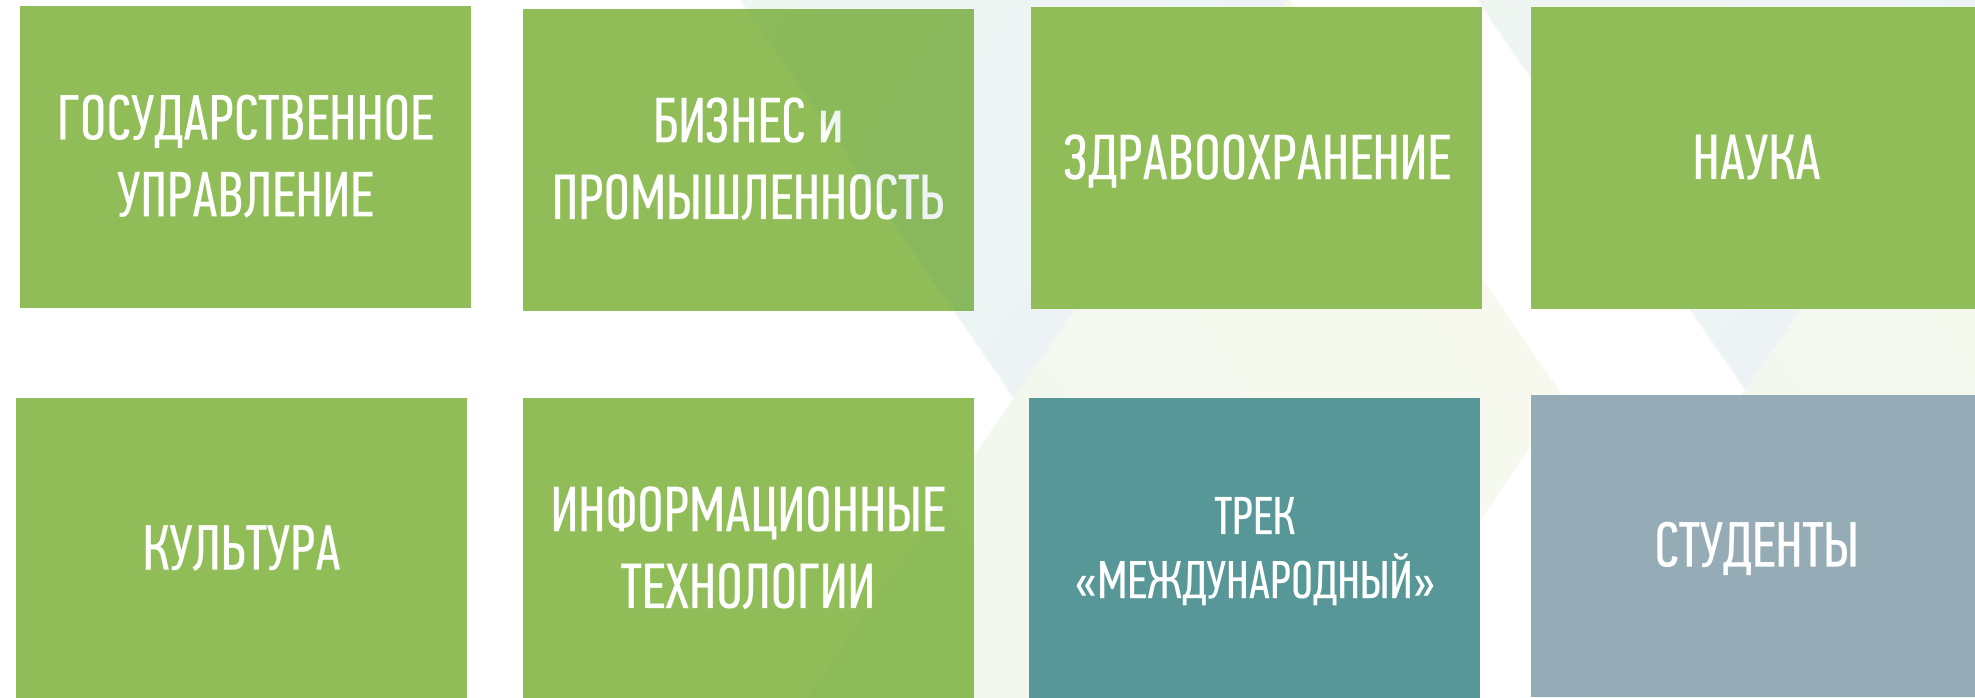 ГОСУДАРСТВЕННОЕ
УПРАВЛЕНИЕ
БИЗНЕС и
ПРОМЫШЛЕННОСТЬ
ЗДРАВООХРАНЕНИЕ
НАУКА
КУЛЬТУРА
ИНФОРМАЦИОННЫЕ
ТЕХНОЛОГИИ
ТРЕК
«МЕЖДУНАРОДНЫЙ»
СТУДЕНТЫ